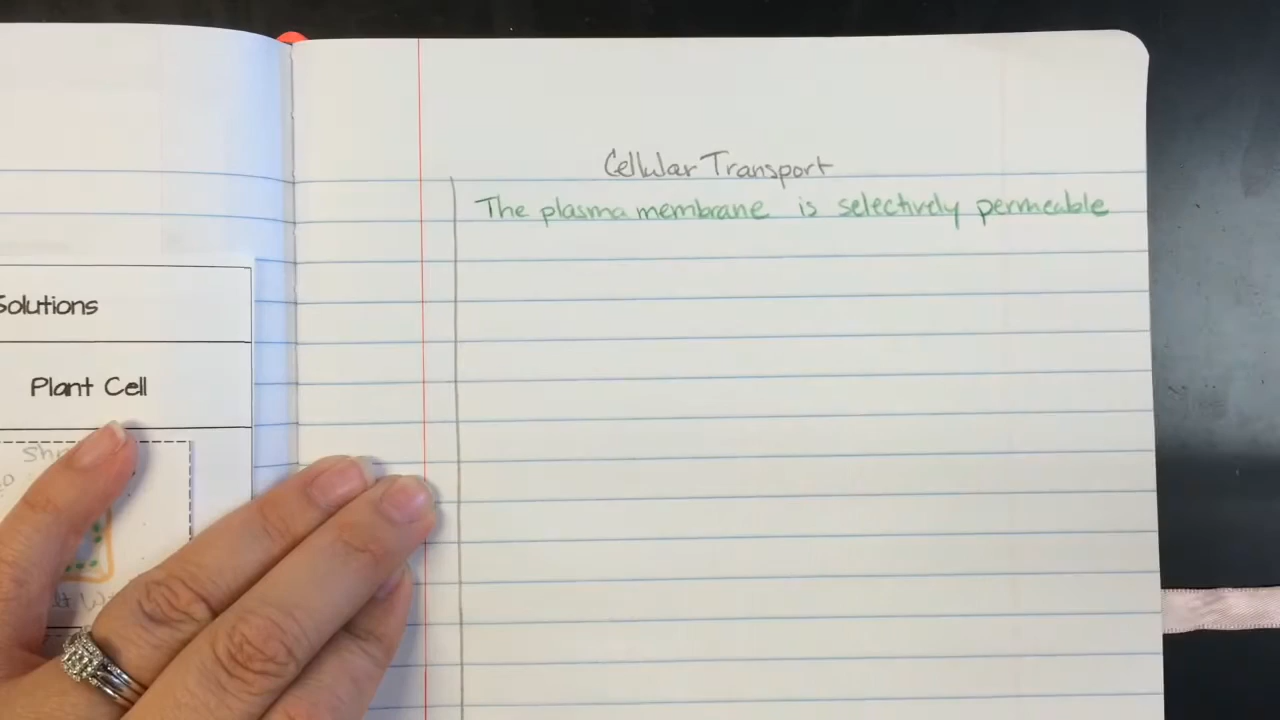 Cellular Transport
The plasma membrane is selectively permeable
Solutions
Plant Cell